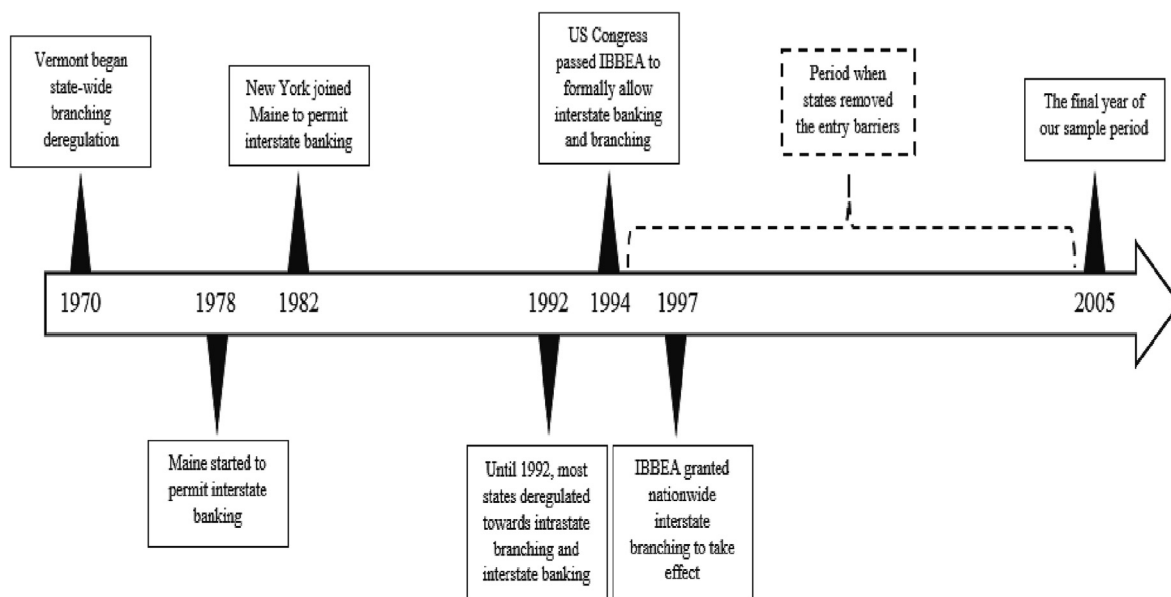 Vermont began
state-wide
branching
deregulation
New York joined
Maine to permit
interstate banking
US Congress
passed IBBEA to
formally allow
interstate banking
and branching
Period when
states removed
the entry barriers
The final year of
our sample period
1970
1978
1982
1992
1994
1997
2005
Maine started to
permit interstate
banking
Until 1992, most
states deregulated
towards intrastate
branching and
interstate banking
IBBEA granted
nationwide
interstate
branching to take
effect